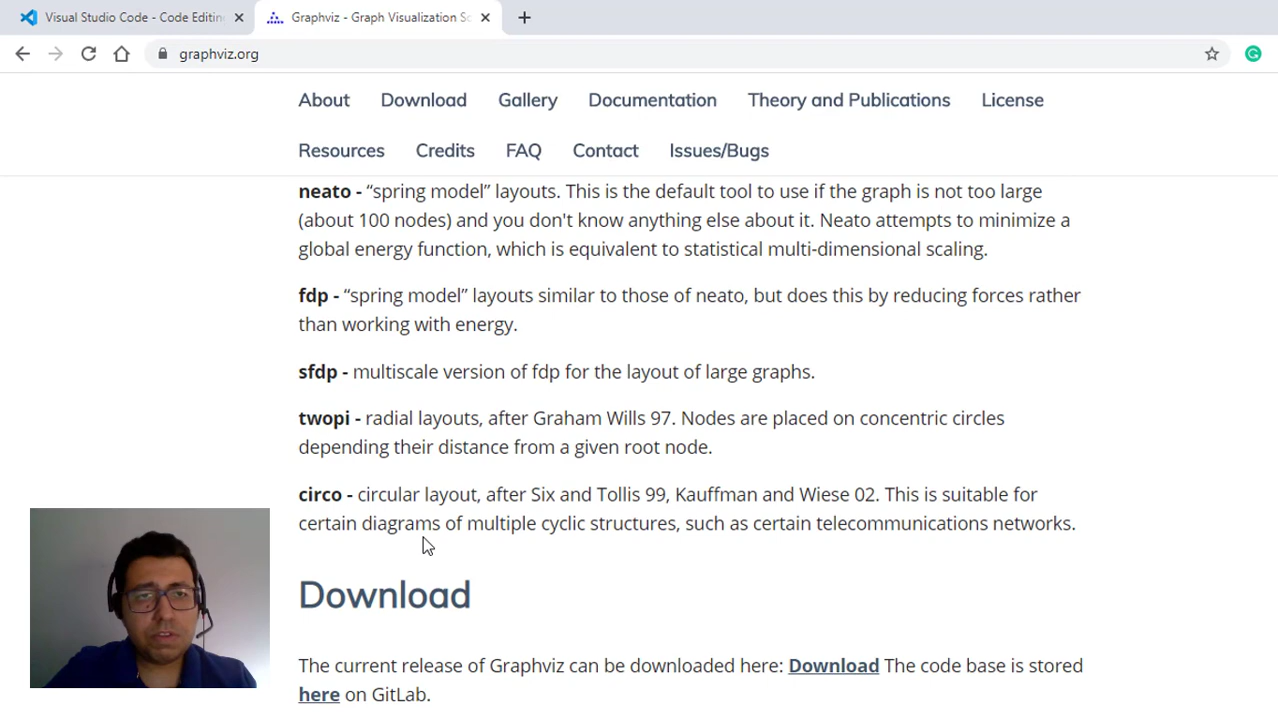 Visual Studio Code - Code Editin
Graphviz - Graph Visualization So
graphviz.org
About Download Gallery Documentation Theory and Publications License
Resources Credits FAQ Contact Issues/Bugs
neato - “spring model” layouts. This is the default tool to use if the graph is not too large
(about 100 nodes) and you don't know anything else about it. Neato attempts to minimize a
global energy function, which is equivalent to statistical multi-dimensional scaling.
fdp - “spring model” layouts similar to those of neato, but does this by reducing forces rather
than working with energy.
sfdp - multiscale version of fdp for the layout of large graphs.
twopi - radial layouts, after Graham Wills 97. Nodes are placed on concentric circles
depending their distance from a given root node.
circo - circular layout, after Six and Tollis 99, Kauffman and Wiese 02. This is suitable for
certain diagrams of multiple cyclic structures, such as certain telecommunications networks.
Download
The current release of Graphviz can be downloaded here: Download The code base is stored
here on GitLab.